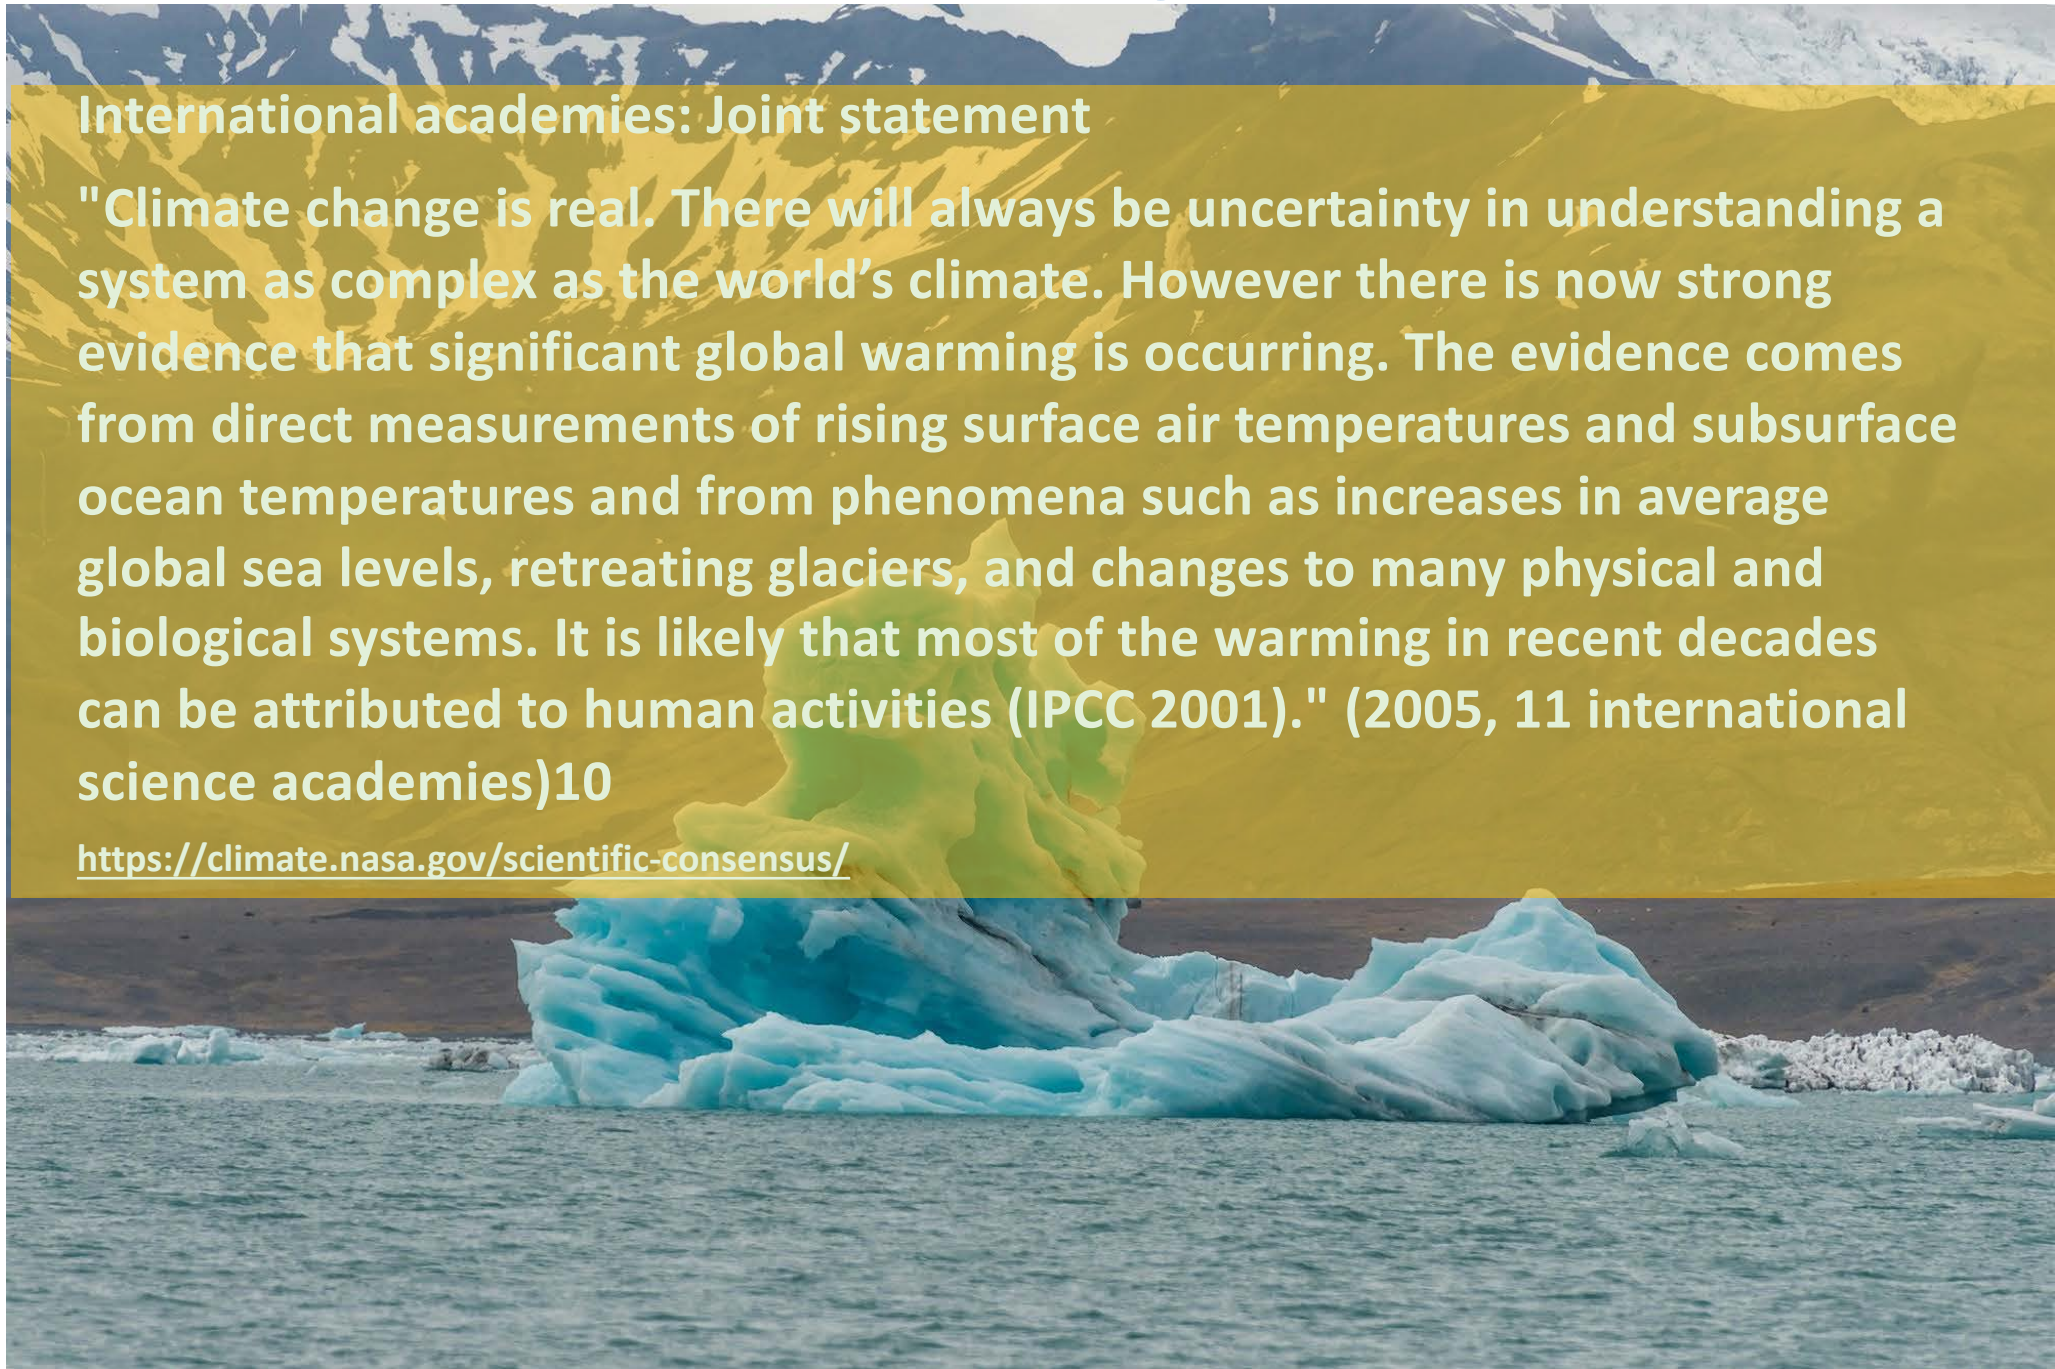 International academies: Joint statement
"Climate change is real. There will always be uncertainty in understanding a
system as complex as the world’s climate. However there is now strong
evidence that significant global warming is occurring. The evidence comes
from direct measurements of rising surface air temperatures and subsurface
ocean temperatures and from phenomena such as increases in average
global sea levels, retreating glaciers, and changes to many physical and
biological systems. It is likely that most of the warming in recent decades
can be attributed to human activities (IPCC 2001)." (2005, 11 international
science academies)10
https://climate.nasa.gov/scientific-consensus/